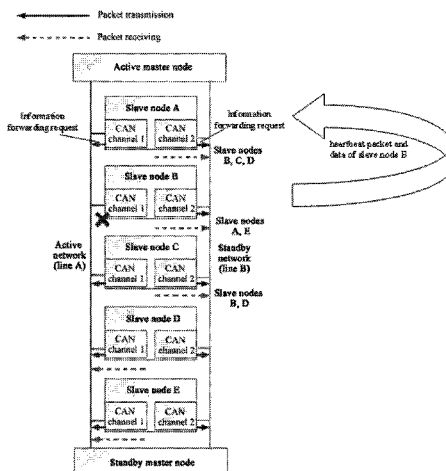 Packet transmission
Packet receiving
Active master node
Slave node A
Information
forwarding request
CAN
channel 1
CAN
channel 2
Information
forwarding request
Slave nodes
B, C, D
heartbeat packet and
data of slave node B
Slave node B
CAN
channel 1
CAN
channel 2
Slave nodes
A, E
Active
network
(line A)
Slave node C
CAN
channel 1
CAN
channel 2
Standby
network
(line B)
Slave nodes
B, D
Slave node D
CAN
channel 1
CAN
channel 2
Slave node E
CAN
channel 1
CAN
channel 2
Standby master node